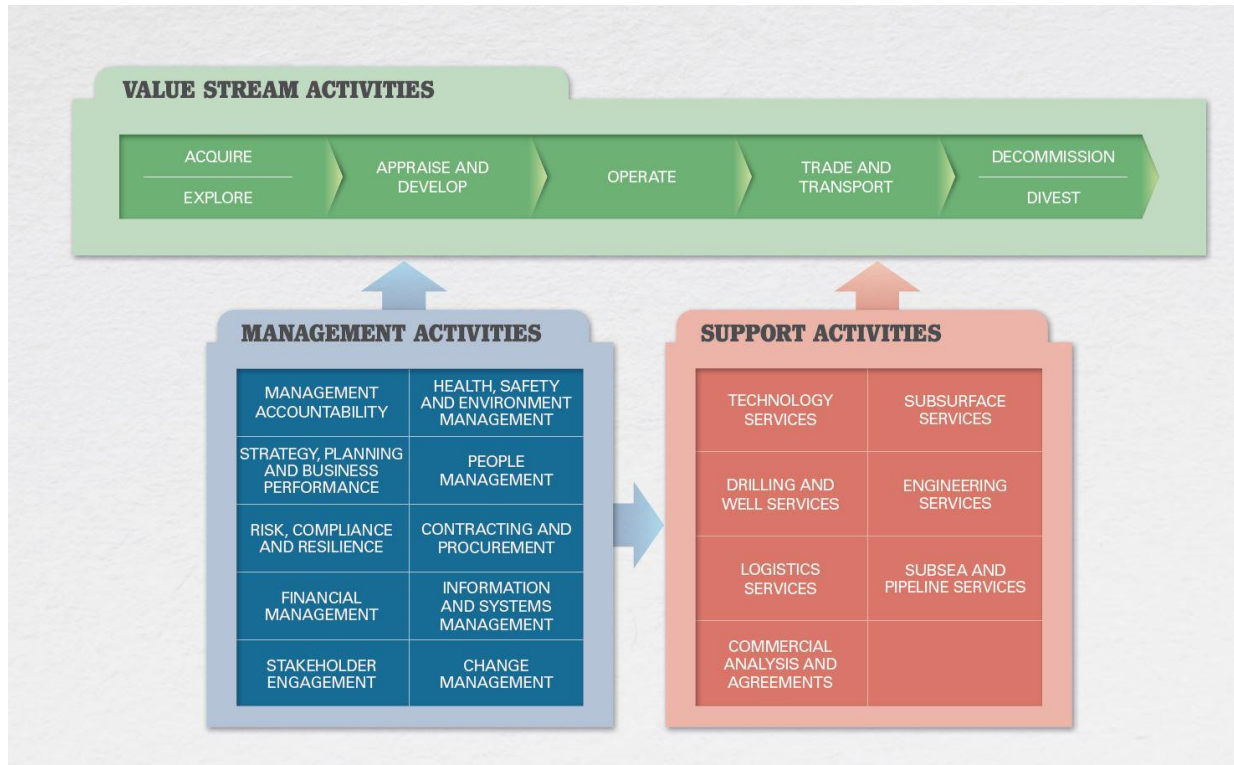 VALUE STREAM ACTIVITIES
ACQUIRE
EXPLORE
APPRAISE AND
DEVELOP
OPERATE
TRADE AND
TRANSPORT
DECOMMISSION
DIVEST
MANAGEMENT ACTIVITIES
MANAGEMENT
ACCOUNTABILITY
HEALTH, SAFETY
AND ENVIRONMENT
MANAGEMENT
STRATEGY, PLANNING
AND BUSINESS
PERFORMANCE
PEOPLE
MANAGEMENT
RISK, COMPLIANCE
AND RESILIENCE
CONTRACTING AND
PROCUREMENT
FINANCIAL
MANAGEMENT
INFORMATION
AND SYSTEMS
MANAGEMENT
STAKEHOLDER
ENGAGEMENT
CHANGE
MANAGEMENT
SUPPORT ACTIVITIES
TECHNOLOGY
SERVICES
SUBSURFACE
SERVICES
DRILLING AND
WELL SERVICES
ENGINEERING
SERVICES
LOGISTICS
SERVICES
SUBSEA AND
PIPELINE SERVICES
COMMERCIAL
ANALYSIS AND
AGREEMENTS